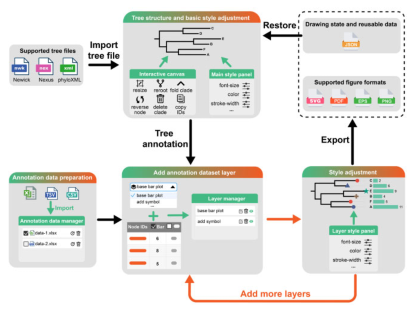 Tree structure and basic style adjustment
Interactive canvas
resize
reroot
fold clade
reverse node
delete clade
copy IDs
Main style panel
font-size
color
stroke-width
Supported tree files
nwk
nex
xml
Newick
Nexus
phyloXML
Import tree file
Restore
Drawing state and reusable data
Supported figure formats
SVG
PDF
EPS
PNG
Tree annotation
Export
Annotation data preparation
Import
Annotation data manager
data-1.xlsx
data-2.xlsx
Add annotation dataset layer
base bar plot
base bar plot
add symbol
...
Node IDs
Bar
Layer manager
base bar plot
add symbol
...
Style adjustment
Layer style panel
font-size
color
stroke-width
...
Add more layers